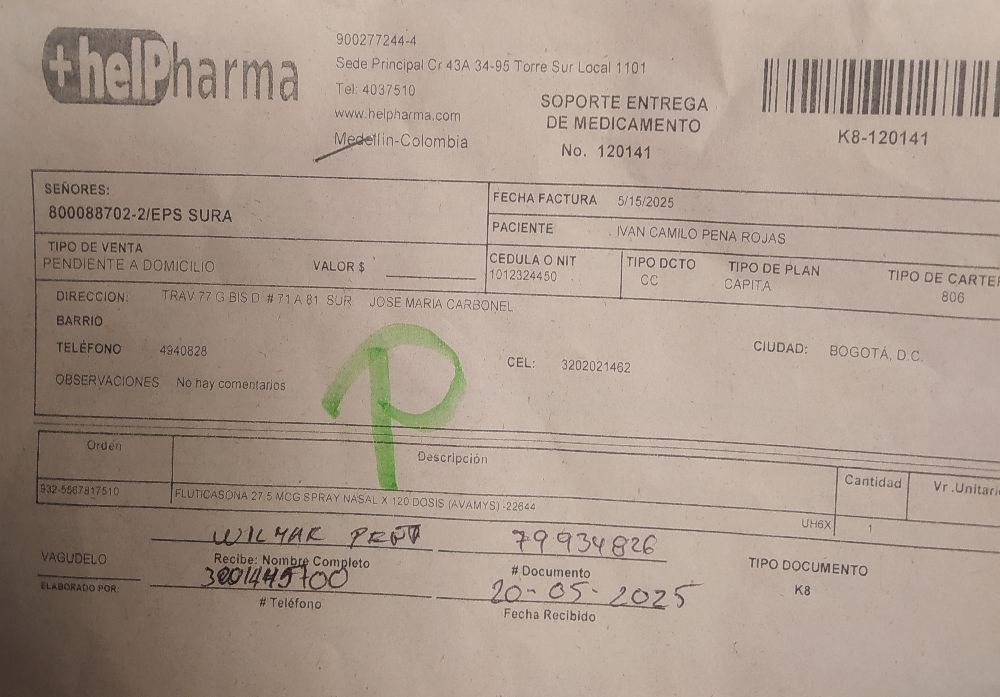 +helPharma
900277244-4
Sede Principal Cr 43A 34-95 Torre Sur Local 1101
Tel: 4037510
www.helpharma.com
Medellin-Colombia
SOPORTE ENTREGA
DE MEDICAMENTO
No. 120141
K8-120141
SEÑORES:
800088702-2/EPS SURA
FECHA FACTURA 5/15/2025
PACIENTE IVAN CAMILO PENA ROJAS
TIPO DE VENTA
PENDIENTE A DOMICILIO VALOR $
CEDULA O NIT TIPO DCTO TIPO DE PLAN TIPO DE CARTER
1012324450 CC CAPITA 806
DIRECCION: TRAV 77 G BIS D # 71 A 81 SUR JOSE MARIA CARBONEL
BARRIO
TELÉFONO 4940828 CEL: 3202021462 CIUDAD: BOGOTÁ, D.C.
OBSERVACIONES No hay comentarios
P
Orden Descripción Cantidad Vr .Unitario
932-5567817510 FLUTICASONA 27.5 MCG SPRAY NASAL X 120 DOSIS (AVAMYS) -22644 UH6X 1
WILMAR PEÑA 79934826
VAGUDELO Recibe: Nombre Completo # Documento TIPO DOCUMENTO
3001445700 20-05-2025 K8
ELABORADO POR: # Teléfono Fecha Recibido